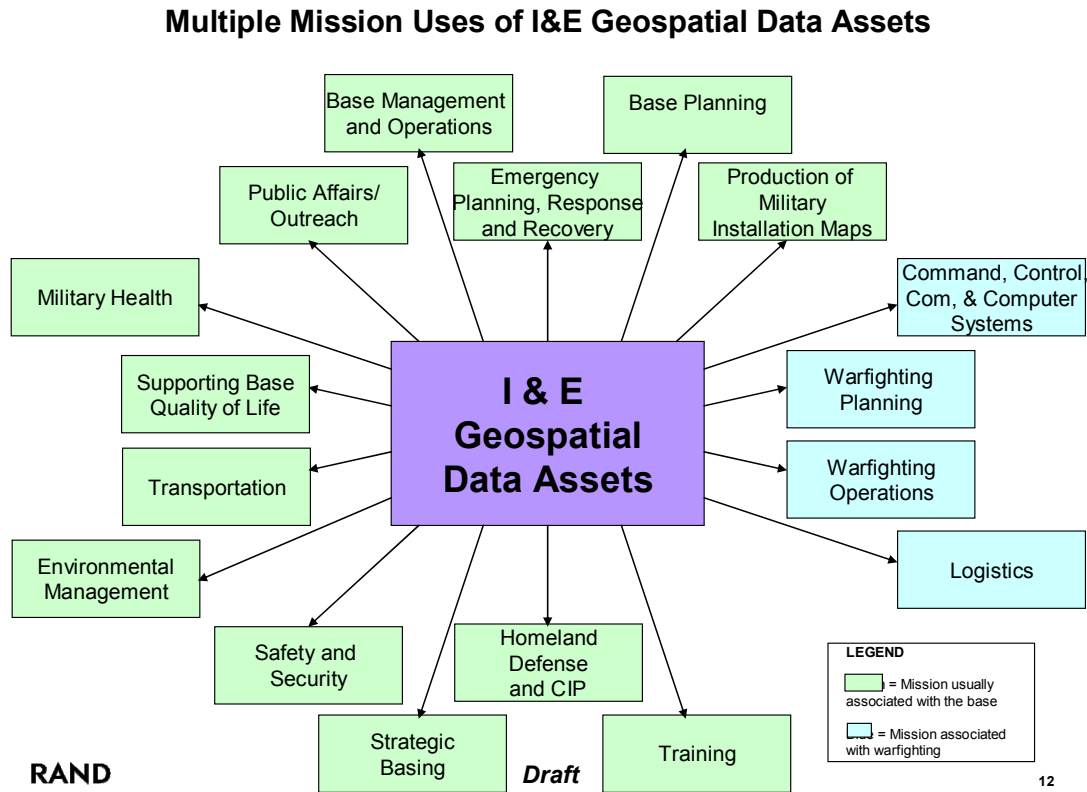 Multiple Mission Uses of I&E Geospatial Data Assets
Base Management
and Operations
Base Planning
Public Affairs/
Outreach
Emergency
Planning, Response
and Recovery
Production of
Military
Installation Maps
Military Health
Command, Control,
Com, & Computer
Systems
Supporting Base
Quality of Life
I & E
Geospatial
Data Assets
Warfighting
Planning
Transportation
Warfighting
Operations
Environmental
Management
Logistics
Safety and
Security
Homeland
Defense
and CIP
Strategic
Basing
Training
LEGEND
= Mission usually
associated with the base
= Mission associated
with warfighting
RAND
Draft
12